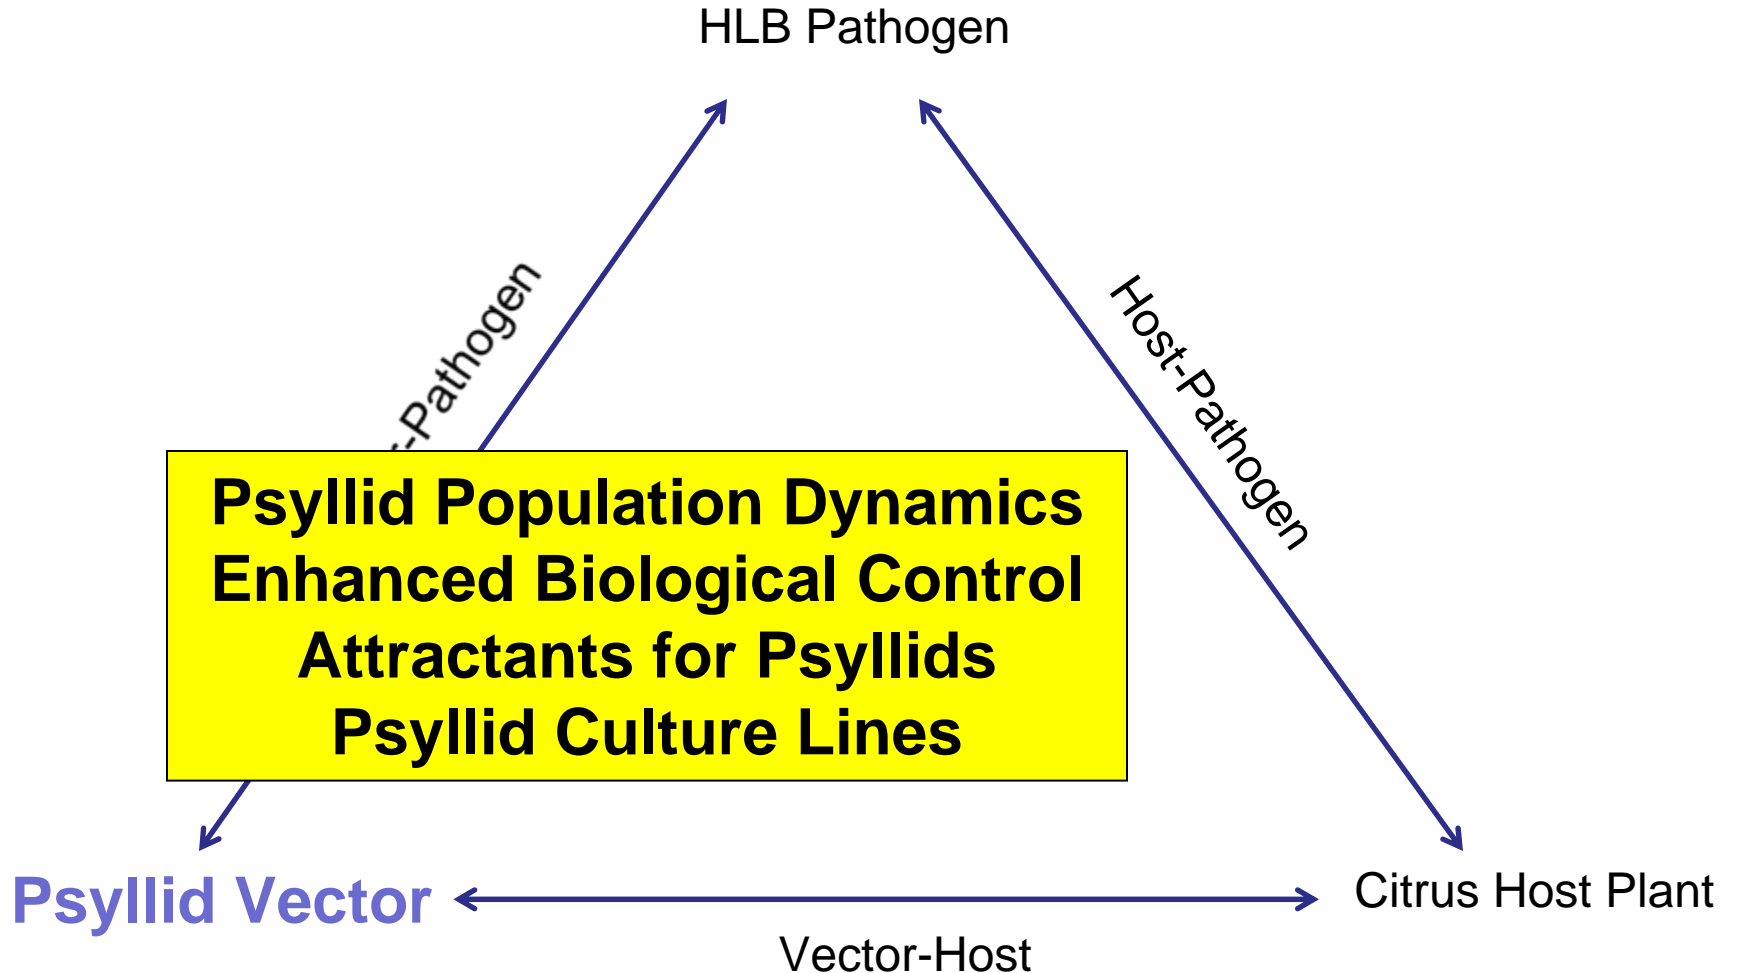 HLB Pathogen
-Pathogen
Host-Pathogen
Psyllid Population Dynamics
Enhanced Biological Control
Attractants for Psyllids
Psyllid Culture Lines
Psyllid Vector
Citrus Host Plant
Vector-Host